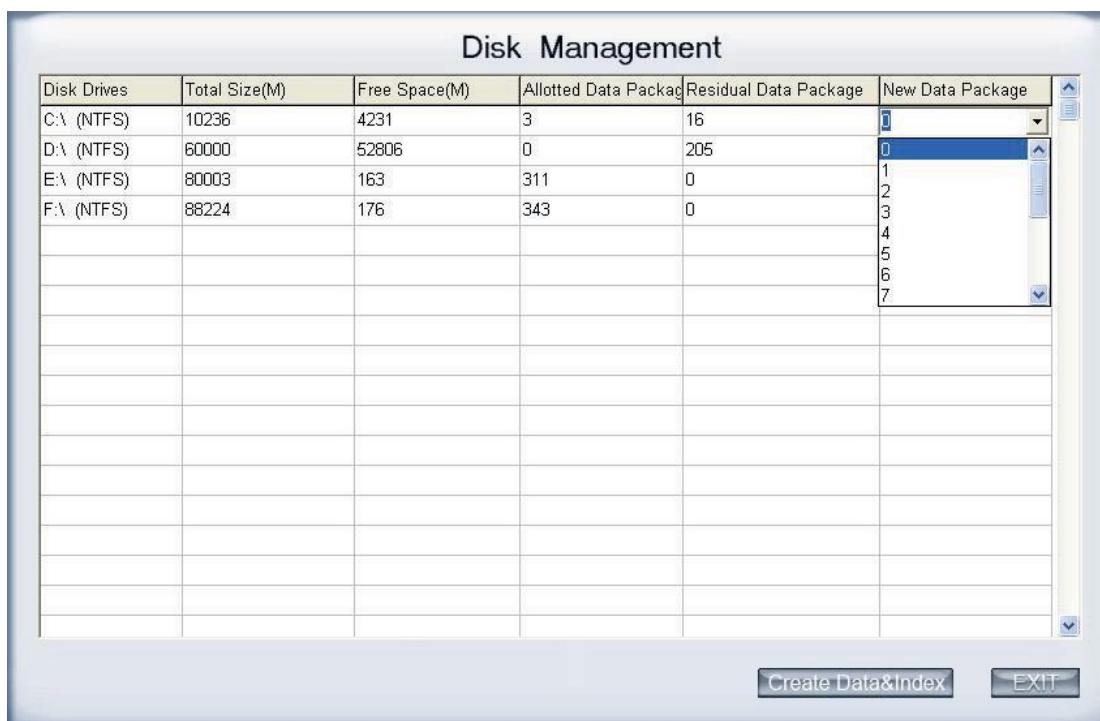 Disk Management
Disk Drives Total Size(M) Free Space(M) Allotted Data Packag Residual Data Package New Data Package
C:\ (NTFS) 10236 4231 3 16 0
D:\ (NTFS) 60000 52806 0 205 0
E:\ (NTFS) 80003 163 311 0 1
2
F:\ (NTFS) 88224 176 343 0 3
4
5
6
7
Create Data&Index EXIT